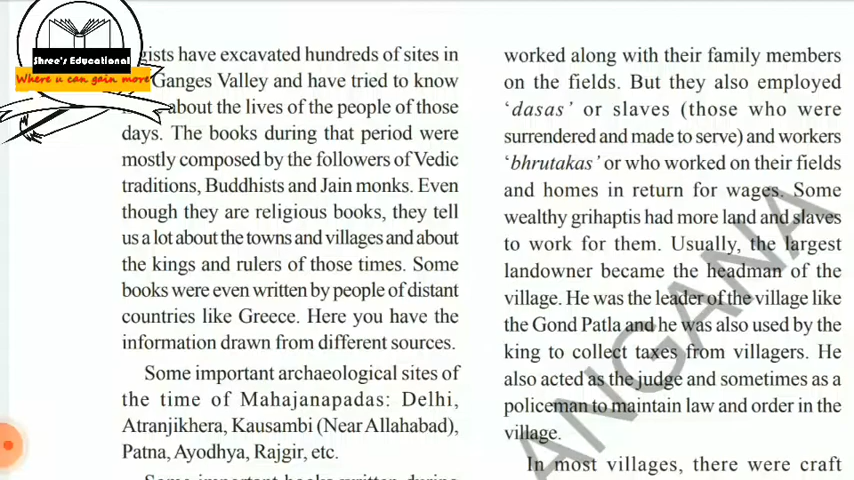 Shree's Educational
Where u can gain more
gists have excavated hundreds of sites in
Ganges Valley and have tried to know
about the lives of the people of those
days. The books during that period were
mostly composed by the followers of Vedic
traditions, Buddhists and Jain monks. Even
though they are religious books, they tell
us a lot about the towns and villages and about
the kings and rulers of those times. Some
books were even written by people of distant
countries like Greece. Here you have the
information drawn from different sources.
Some important archaeological sites of
the time of Mahajanapadas: Delhi,
Atranjikhera, Kausambi (Near Allahabad),
Patna, Ayodhya, Rajgir, etc.
Some important books written during
worked along with their family members
on the fields. But they also employed
‘dasas’ or slaves (those who were
surrendered and made to serve) and workers
‘bhrutakas’ or who worked on their fields
and homes in return for wages. Some
wealthy grihaptis had more land and slaves
to work for them. Usually, the largest
landowner became the headman of the
village. He was the leader of the village like
the Gond Patla and he was also used by the
king to collect taxes from villagers. He
also acted as the judge and sometimes as a
policeman to maintain law and order in the
village.
In most villages, there were craft
ANGANA